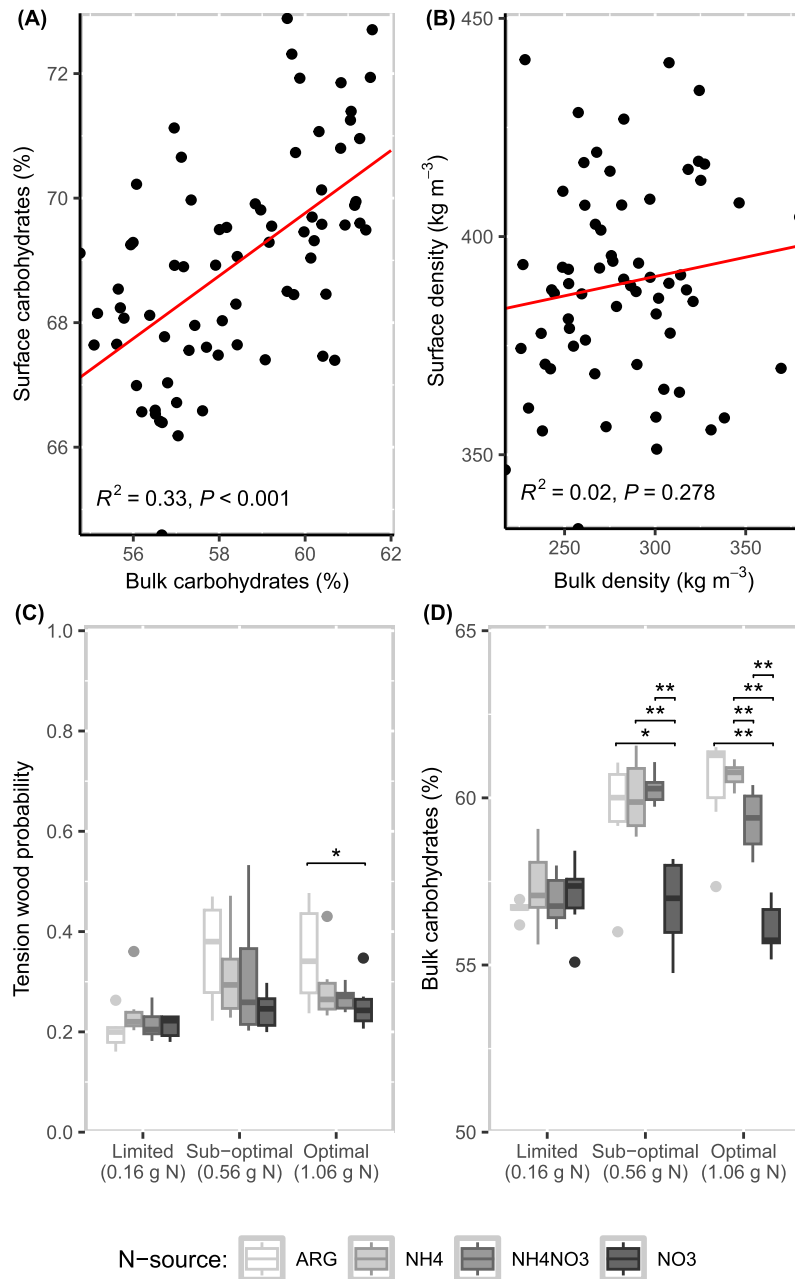 (A)
72
70
68
66
Surface carbohydrates (%)
R² = 0.33, P < 0.001
56 58 60 62
Bulk carbohydrates (%)
(B)
450
400
350
Surface density (kg m⁻³)
R² = 0.02, P = 0.278
250 300 350
Bulk density (kg m⁻³)
(C)
1.0
0.8
0.6
0.4
0.2
0.0
Tension wood probability
*
Limited Sub−optimal Optimal
(0.16 g N) (0.56 g N) (1.06 g N)
(D)
65
60
55
50
Bulk carbohydrates (%)
**
**
*
**
**
**
**
Limited Sub−optimal Optimal
(0.16 g N) (0.56 g N) (1.06 g N)
N−source: ARG NH4 NH4NO3 NO3